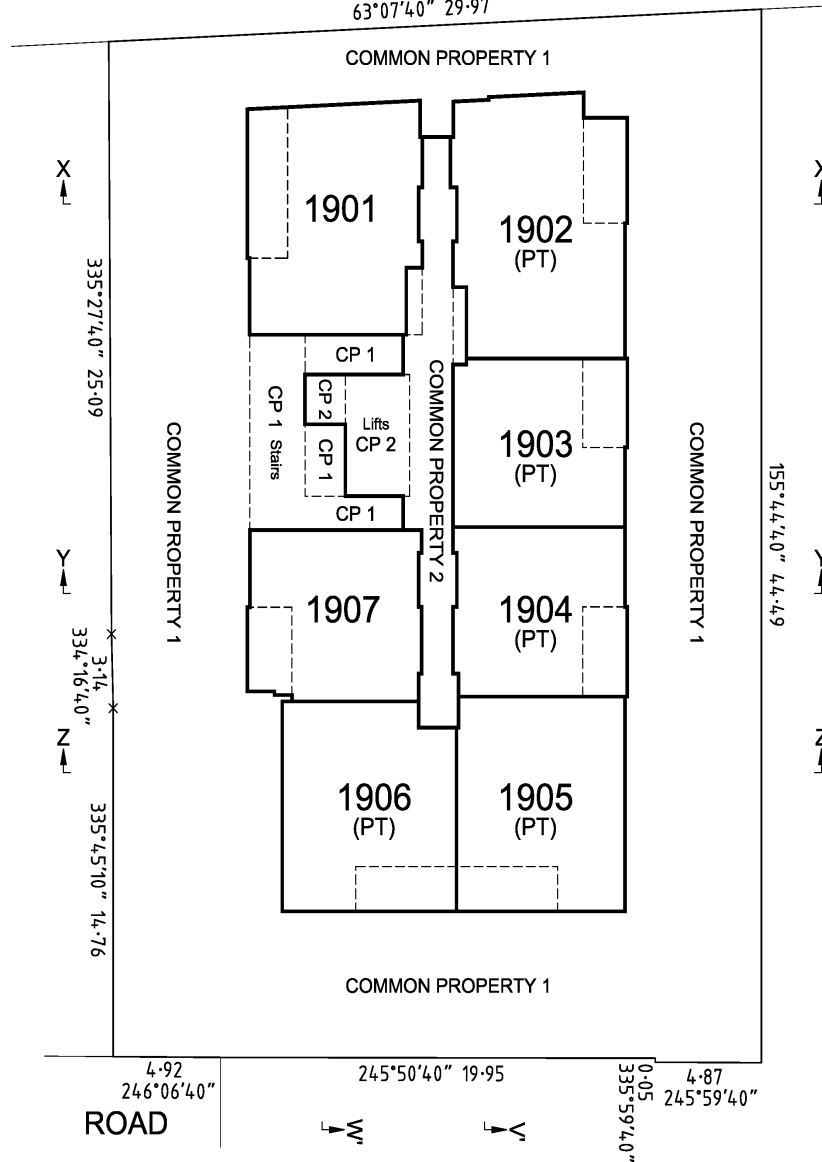 63°07'40" 29·97
COMMON PROPERTY 1
X
X
1901
1902
(PT)
335°27'40" 25·09
CP 1
CP 2
Lifts
CP 2
CP 1
Stairs
CP 1
CP 1
COMMON PROPERTY 2
1903
(PT)
COMMON PROPERTY 1
COMMON PROPERTY 1
155°44'40" 44·49
Y
Y
1907
1904
(PT)
3·14
334°16'40"
Z
Z
1906
(PT)
1905
(PT)
335°45'10" 14·76
COMMON PROPERTY 1
4·92
246°06'40"
245°50'40" 19·95
0·05
335°59'40"
4·87
245°59'40"
ROAD
W'
V'